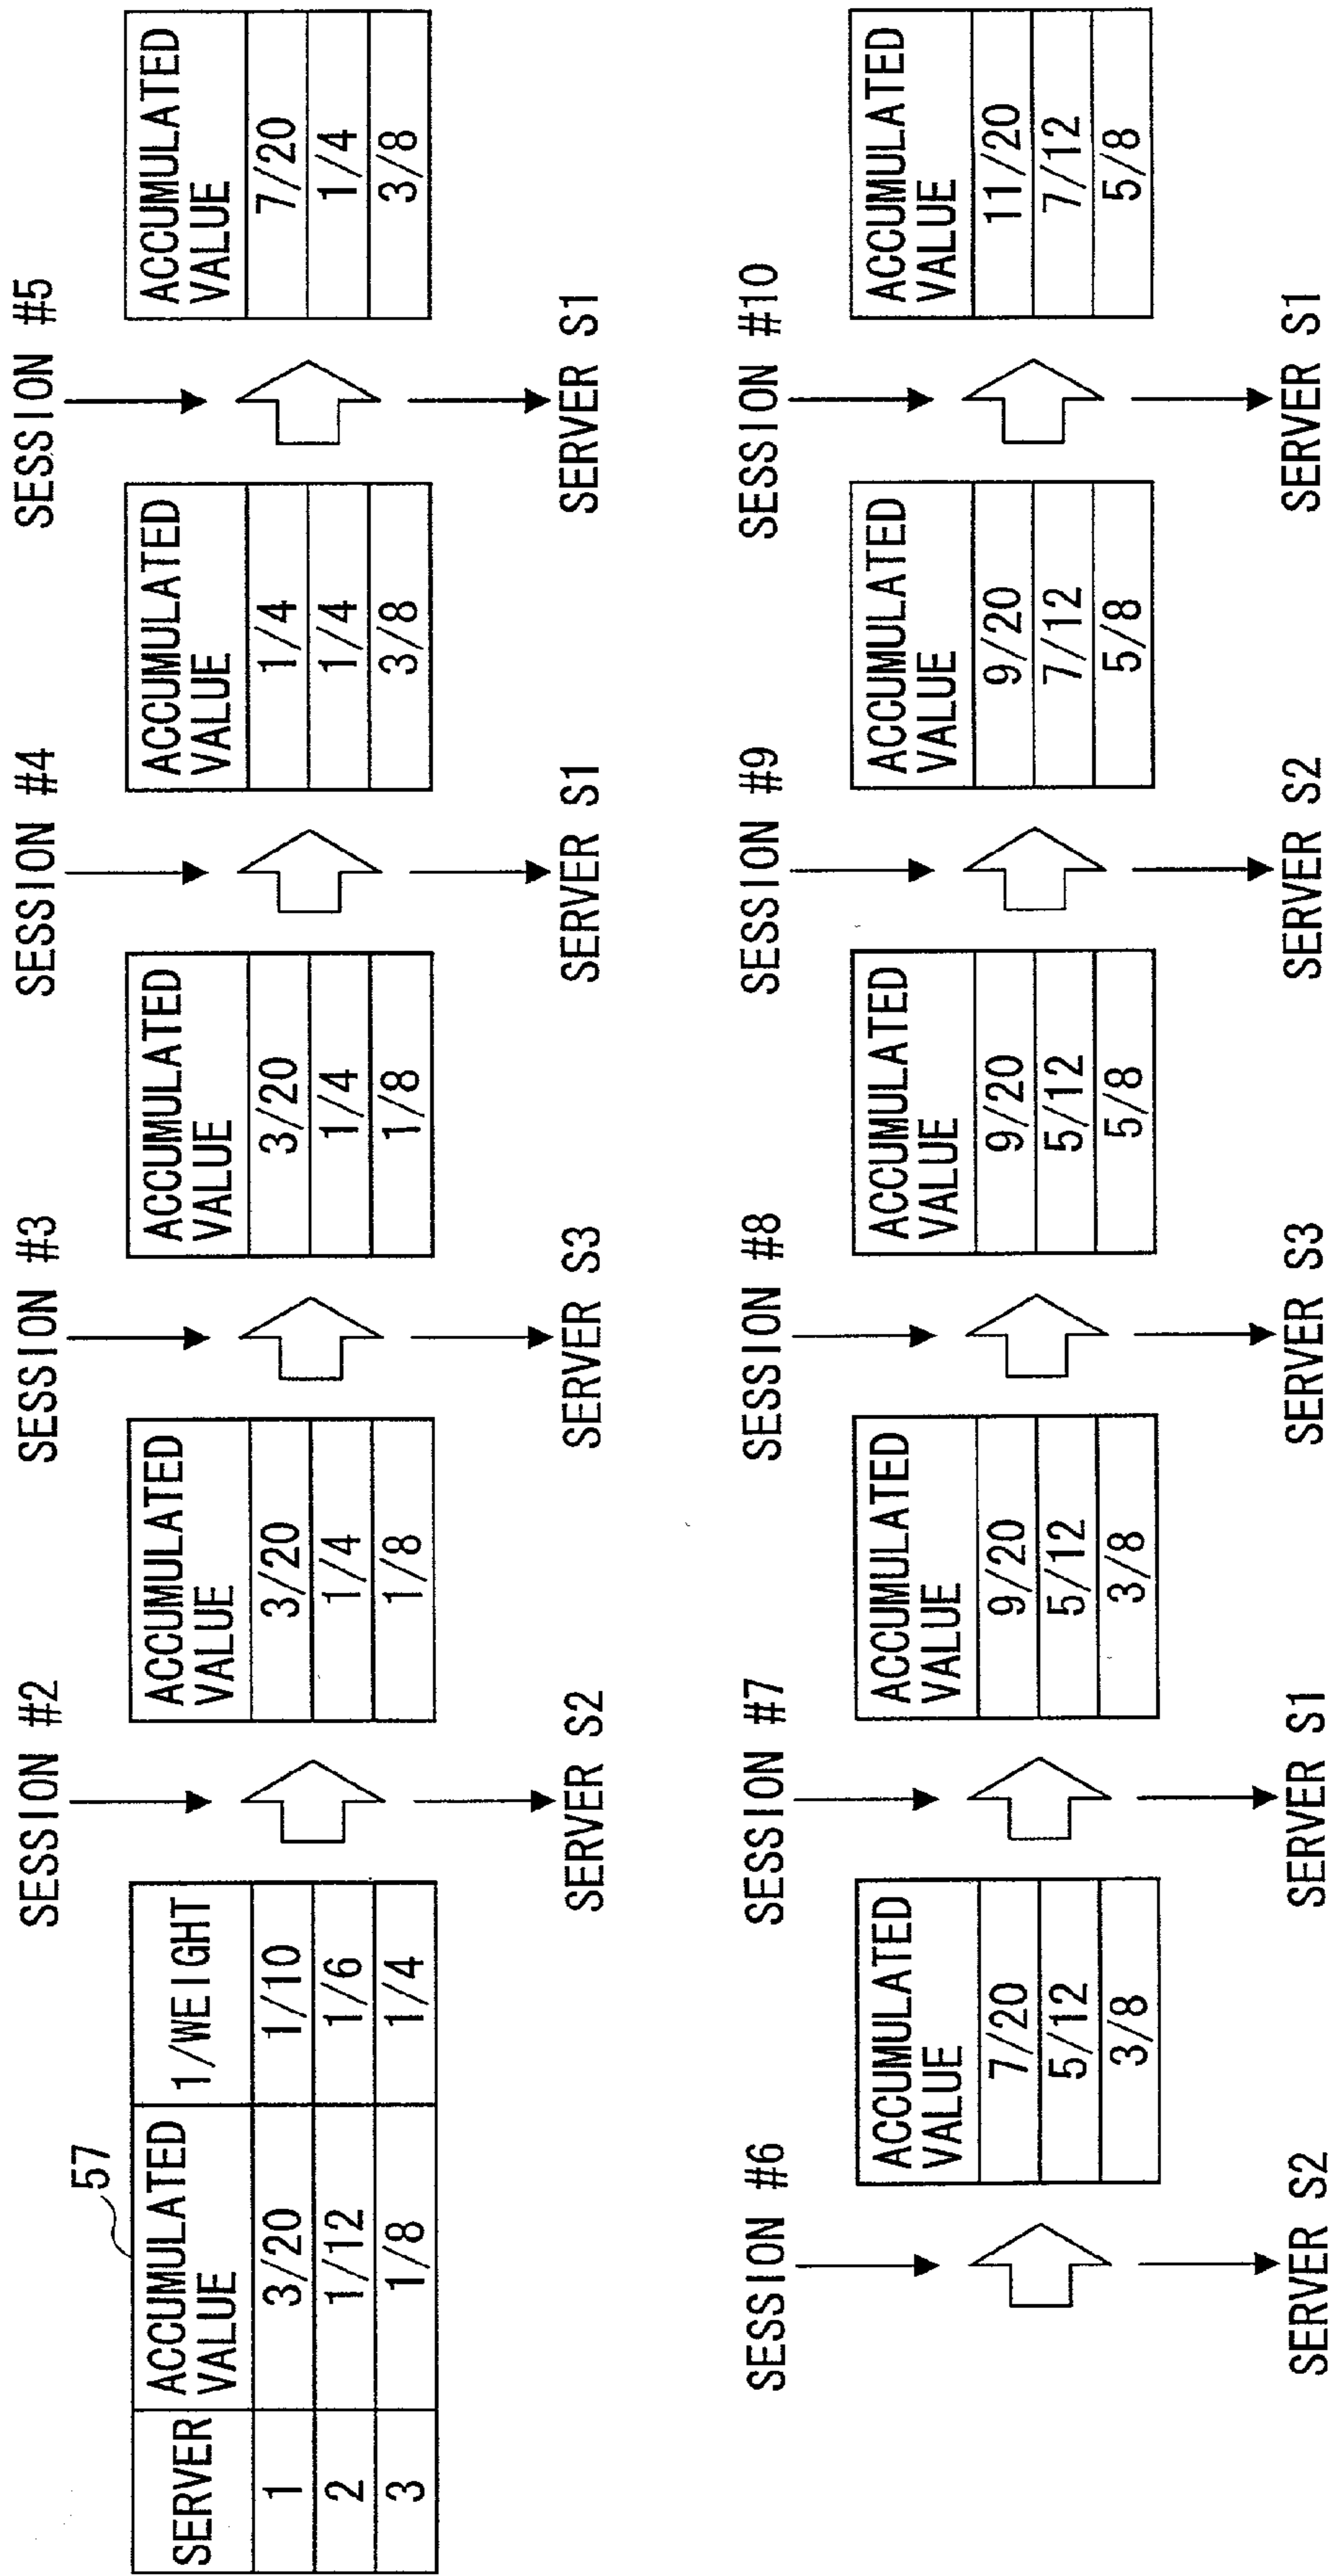 57
SERVER ACCUMULATED VALUE 1/WEIGHT
1 3/20 1/10
2 1/12 1/6
3 1/8 1/4
SESSION #2
SERVER S2
ACCUMULATED
VALUE
3/20
1/4
1/8
SESSION #3
SERVER S3
ACCUMULATED
VALUE
3/20
1/4
1/8
SESSION #4
SERVER S1
ACCUMULATED
VALUE
1/4
1/4
3/8
SESSION #5
SERVER S1
ACCUMULATED
VALUE
7/20
1/4
3/8
SESSION #6
SERVER S2
ACCUMULATED
VALUE
7/20
5/12
3/8
SESSION #7
SERVER S1
ACCUMULATED
VALUE
9/20
5/12
3/8
SESSION #8
SERVER S3
ACCUMULATED
VALUE
9/20
5/12
5/8
SESSION #9
SERVER S2
ACCUMULATED
VALUE
9/20
7/12
5/8
SESSION #10
SERVER S1
ACCUMULATED
VALUE
11/20
7/12
5/8